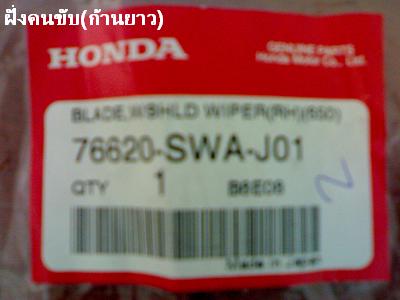 ฝั่งคนขับ(ก้านยาว)
HONDA
GENUINE PARTS
Honda Motor Co., Ltd.
BLADE,WSHLD WIPER(RH)(650)
76620-SWA-J01
QTY 1 B6E06
2
Made in Japan